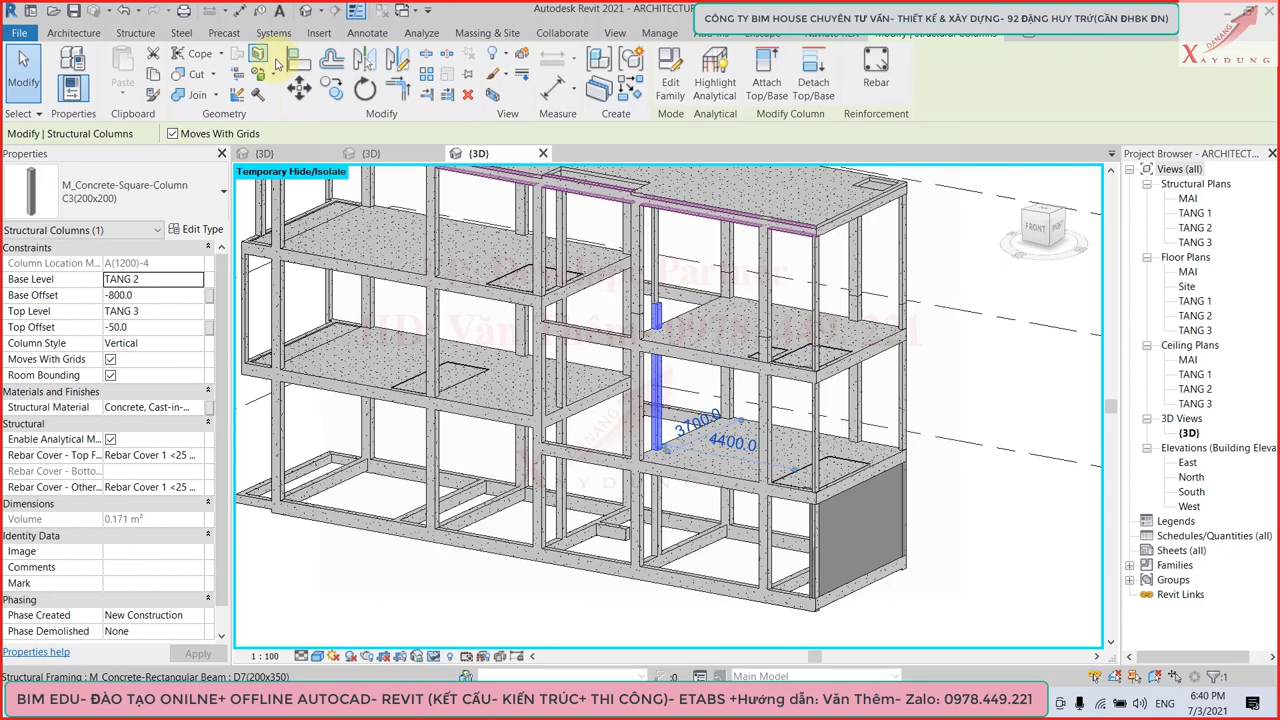 Autodesk Revit 2021 - ARCHITECTUR
CÔNG TY BIM HOUSE CHUYÊN TƯ VẤN- THIẾT KẾ & XÂY DỰNG- 92 ĐẶNG HUY TRỨ(GẦN ĐHBK ĐN)
XAYDUNG
DANANG
File Architecture Structure Steel Precast Systems Insert Annotate Analyze Massing & Site Collaborate View Manage Modify | Structural Columns
Modify
Cope
Cut
Join
Paste
Edit Family
Highlight Analytical
Attach Top/Base
Detach Top/Base
Rebar
Select Properties Clipboard Geometry Modify View Measure Create Mode Analytical Modify Column Reinforcement
Modify | Structural Columns
Moves With Grids
Properties
{3D} {3D} {3D}
Project Browser - ARCHITECT...
Temporary Hide/Isolate
M_Concrete-Square-Column
C3(200x200)
Structural Columns (1) Edit Type
Constraints
Column Location M... A(1200)-4
Base Level TANG 2
Base Offset -800.0
Top Level TANG 3
Top Offset -50.0
Column Style Vertical
Moves With Grids
Room Bounding
Materials and Finishes
Structural Material Concrete, Cast-in-...
Structural
Enable Analytical M...
Rebar Cover - Top F... Rebar Cover 1 <25 ...
Rebar Cover - Botto...
Rebar Cover - Other... Rebar Cover 1 <25 ...
Dimensions
Volume 0.171 m³
Identity Data
Image
Comments
Mark
Phasing
Phase Created New Construction
Phase Demolished None
Properties help Apply
3700.0
4400.0
FRONT
Views (all)
Structural Plans
MAI
TANG 1
TANG 2
TANG 3
Floor Plans
MAI
Site
TANG 1
TANG 2
TANG 3
Ceiling Plans
MAI
TANG 1
TANG 2
TANG 3
3D Views
{3D}
Elevations (Building Elevati
East
North
South
West
Legends
Schedules/Quantities (all)
Sheets (all)
Families
Groups
Revit Links
1 : 100
Structural Framing : M_Concrete-Rectangular Beam : D7(200x350)
:0
Main Model
:1
BIM EDU- ĐÀO TẠO ONILNE+ OFFLINE AUTOCAD- REVIT (KẾT CẤU- KIẾN TRÚC+ THI CÔNG)- ETABS +Hướng dẫn: Văn Thêm- Zalo: 0978.449.221
ENG
6:40 PM
7/3/2021